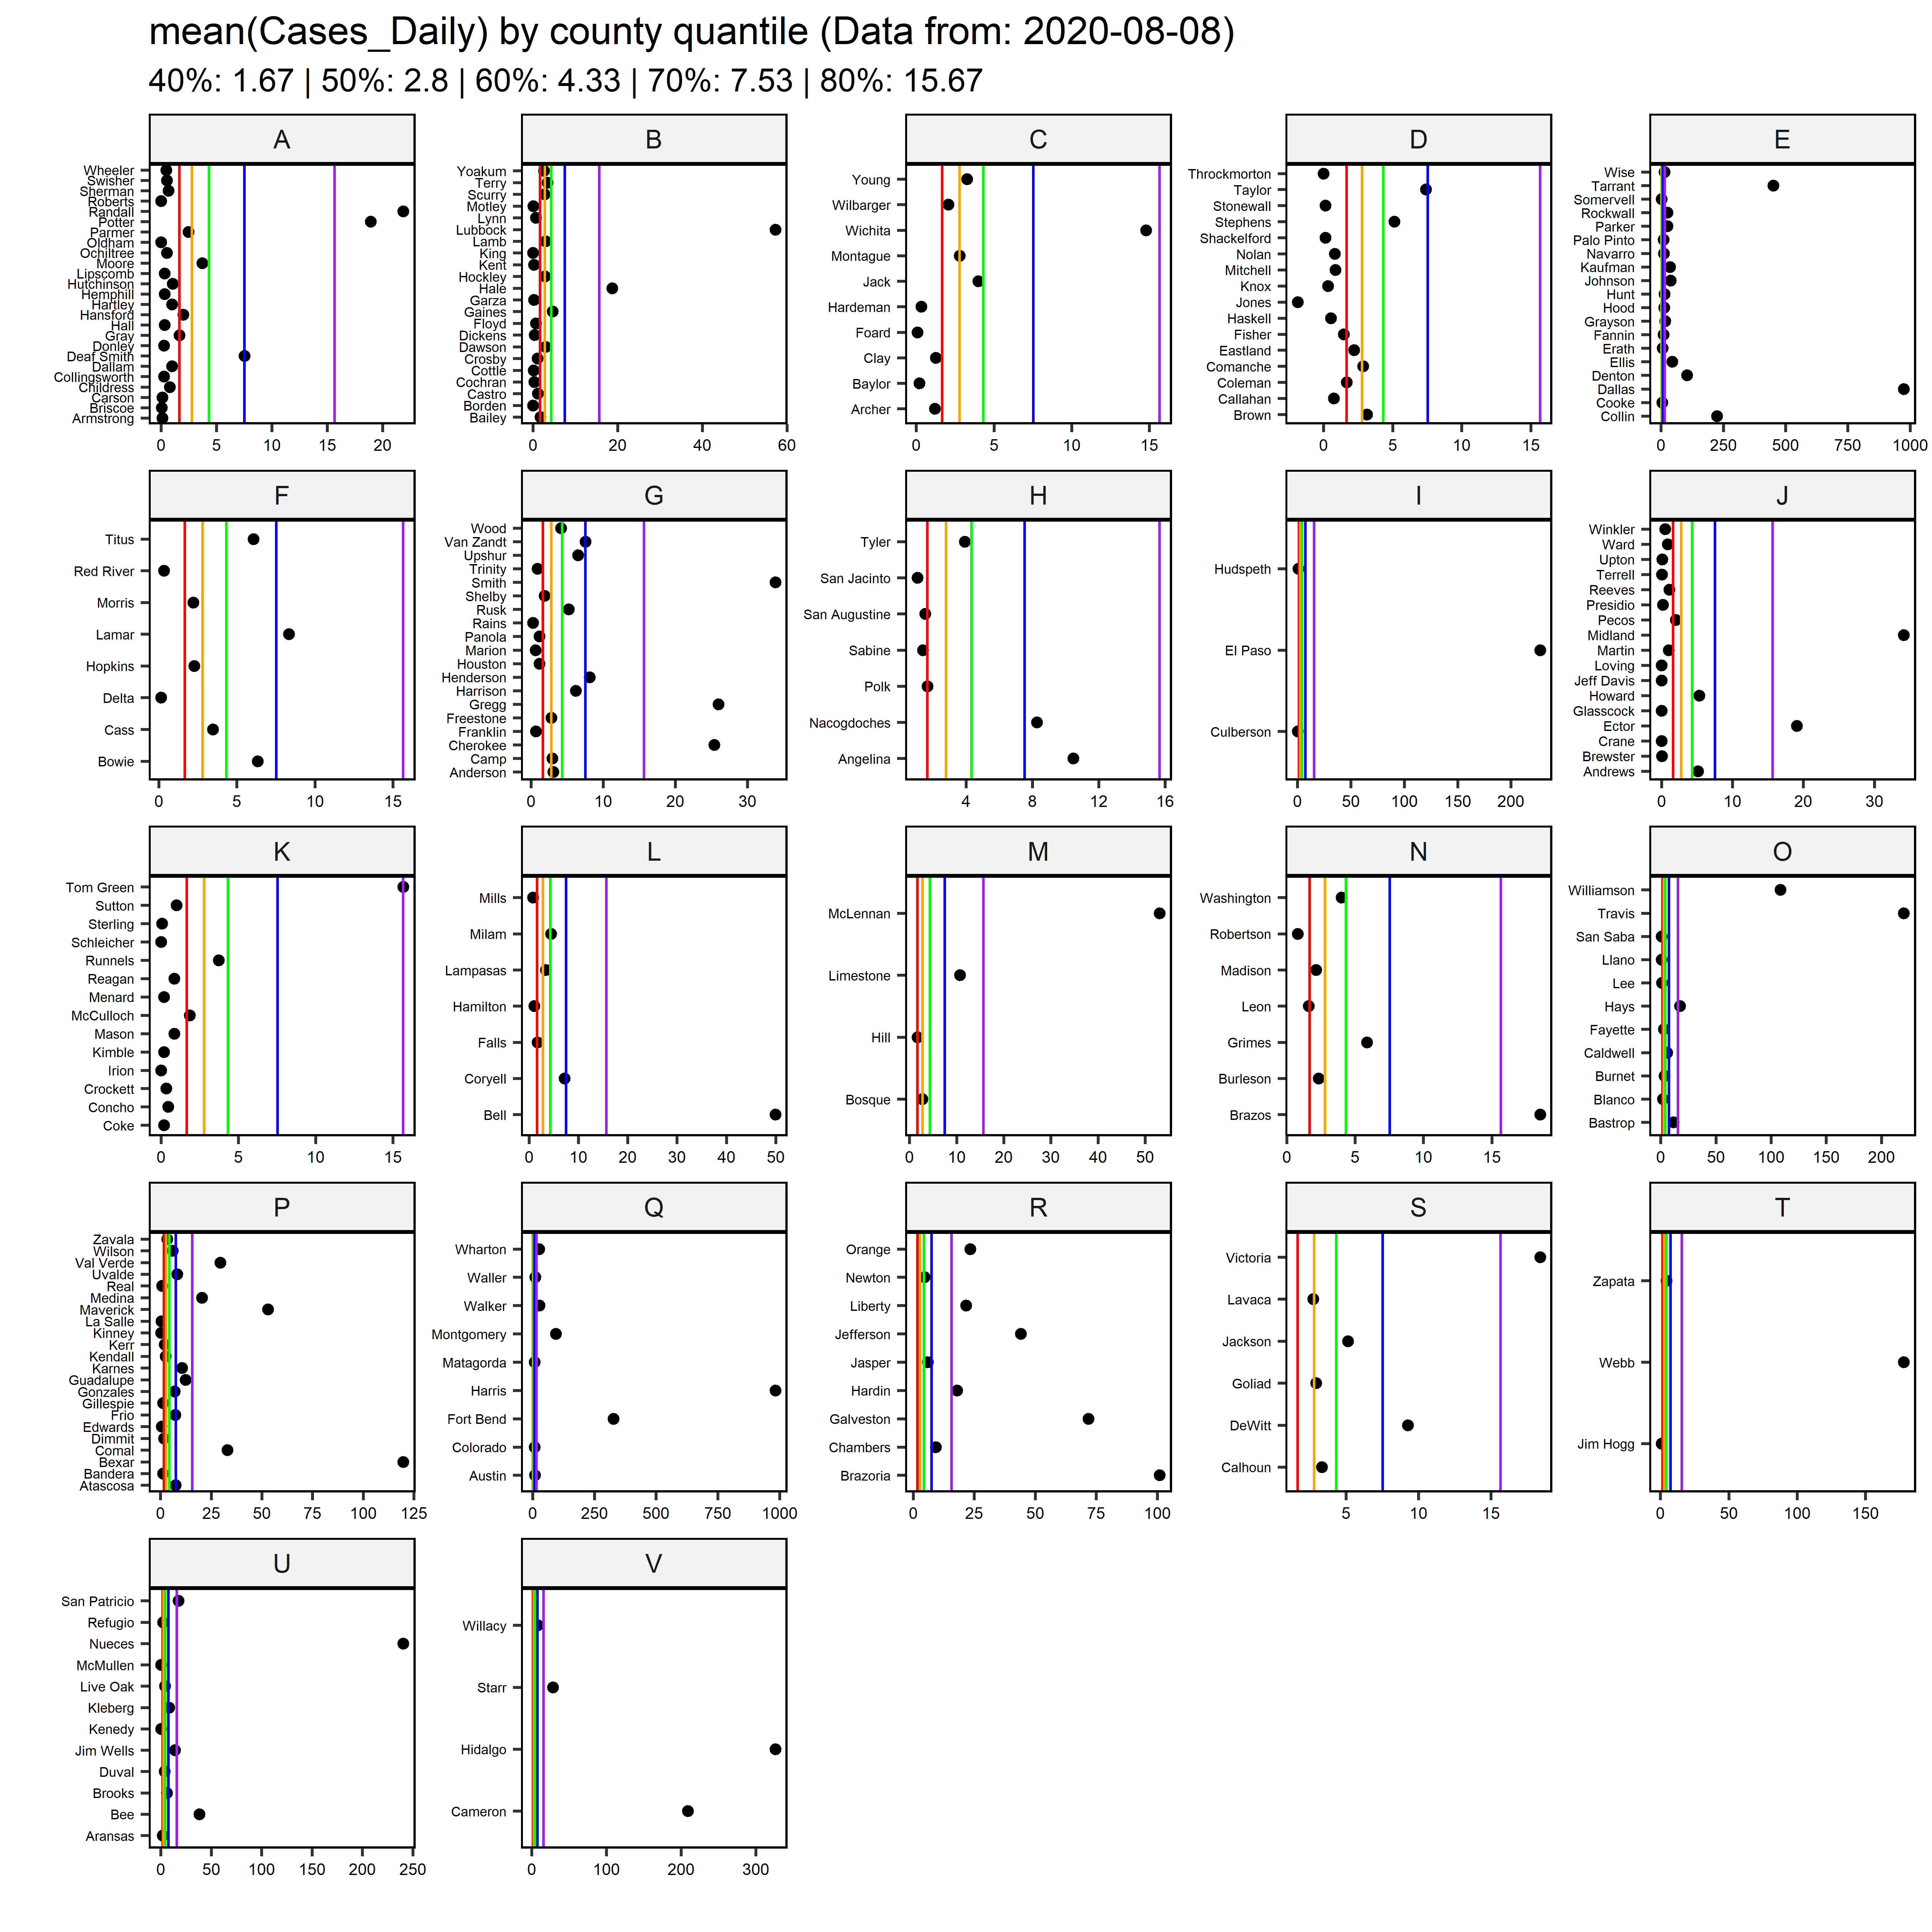 mean(Cases_Daily) by county quantile (Data from: 2020-08-08)
40%: 1.67 | 50%: 2.8 | 60%: 4.33 | 70%: 7.53 | 80%: 15.67
A
Wheeler
Swisher
Sherman
Roberts
Randall
Potter
Parmer
Oldham
Ochiltree
Moore
Lipscomb
Hutchinson
Hemphill
Hartley
Hansford
Hall
Gray
Donley
Deaf Smith
Dallam
Collingsworth
Childress
Carson
Briscoe
Armstrong
0 5 10 15 20
B
Yoakum
Terry
Scurry
Motley
Lynn
Lubbock
Lamb
King
Kent
Hockley
Hale
Garza
Gaines
Floyd
Dickens
Dawson
Crosby
Cottle
Cochran
Castro
Borden
Bailey
0 20 40 60
C
Young
Wilbarger
Wichita
Montague
Jack
Hardeman
Foard
Clay
Baylor
Archer
0 5 10 15
D
Throckmorton
Taylor
Stonewall
Stephens
Shackelford
Nolan
Mitchell
Knox
Jones
Haskell
Fisher
Eastland
Comanche
Coleman
Callahan
Brown
0 5 10 15
E
Wise
Tarrant
Somervell
Rockwall
Parker
Palo Pinto
Navarro
Kaufman
Johnson
Hunt
Hood
Grayson
Fannin
Erath
Ellis
Denton
Dallas
Cooke
Collin
0 250 500 750 1000
F
Titus
Red River
Morris
Lamar
Hopkins
Delta
Cass
Bowie
0 5 10 15
G
Wood
Van Zandt
Upshur
Trinity
Smith
Shelby
Rusk
Rains
Panola
Marion
Houston
Henderson
Harrison
Gregg
Freestone
Franklin
Cherokee
Camp
Anderson
0 10 20 30
H
Tyler
San Jacinto
San Augustine
Sabine
Polk
Nacogdoches
Angelina
4 8 12 16
I
Hudspeth
El Paso
Culberson
0 50 100 150 200
J
Winkler
Ward
Upton
Terrell
Reeves
Presidio
Pecos
Midland
Martin
Loving
Jeff Davis
Howard
Glasscock
Ector
Crane
Brewster
Andrews
0 10 20 30
K
Tom Green
Sutton
Sterling
Schleicher
Runnels
Reagan
Menard
McCulloch
Mason
Kimble
Irion
Crockett
Concho
Coke
0 5 10 15
L
Mills
Milam
Lampasas
Hamilton
Falls
Coryell
Bell
0 10 20 30 40 50
M
McLennan
Limestone
Hill
Bosque
0 10 20 30 40 50
N
Washington
Robertson
Madison
Leon
Grimes
Burleson
Brazos
0 5 10 15
O
Williamson
Travis
San Saba
Llano
Lee
Hays
Fayette
Caldwell
Burnet
Blanco
Bastrop
0 50 100 150 200
P
Zavala
Wilson
Val Verde
Uvalde
Real
Medina
Maverick
La Salle
Kinney
Kerr
Kendall
Karnes
Guadalupe
Gonzales
Gillespie
Frio
Edwards
Dimmit
Comal
Bexar
Bandera
Atascosa
0 25 50 75 100 125
Q
Wharton
Waller
Walker
Montgomery
Matagorda
Harris
Fort Bend
Colorado
Austin
0 250 500 750 1000
R
Orange
Newton
Liberty
Jefferson
Jasper
Hardin
Galveston
Chambers
Brazoria
0 25 50 75 100
S
Victoria
Lavaca
Jackson
Goliad
DeWitt
Calhoun
5 10 15
T
Zapata
Webb
Jim Hogg
0 50 100 150
U
San Patricio
Refugio
Nueces
McMullen
Live Oak
Kleberg
Kenedy
Jim Wells
Duval
Brooks
Bee
Aransas
0 50 100 150 200 250
V
Willacy
Starr
Hidalgo
Cameron
0 100 200 300